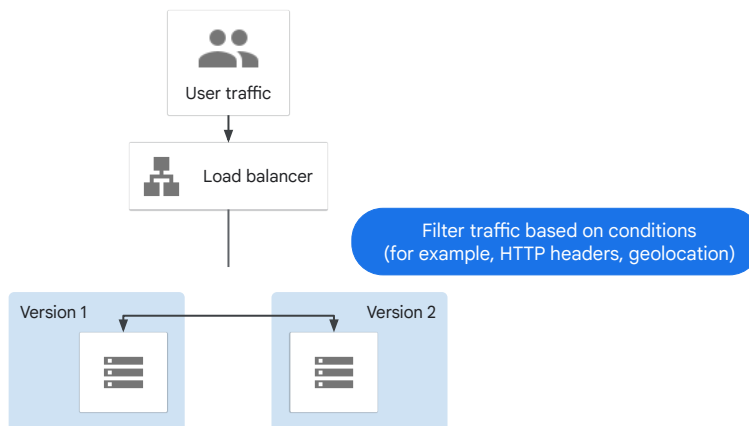 User traffic
Load balancer
Filter traffic based on conditions
(for example, HTTP headers, geolocation)
Version 1
Version 2